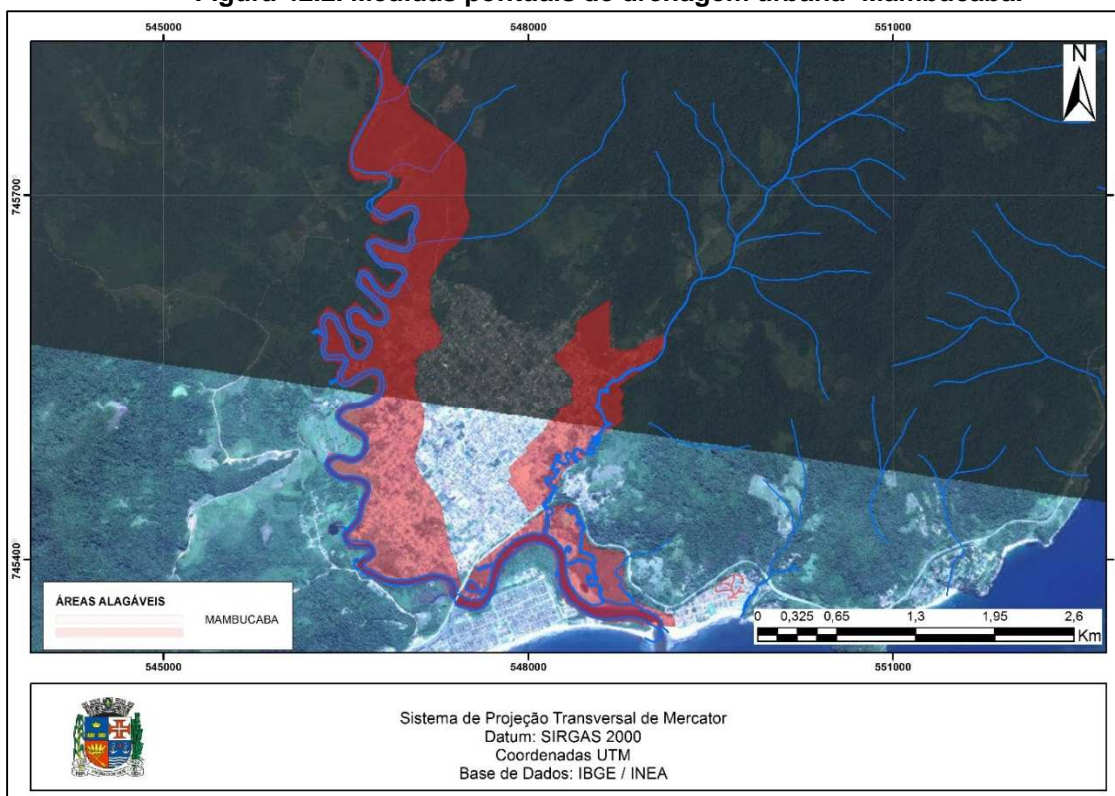 Figura 12.2. Medidas pontuais de drenagem urbana- Mambucaba.
545000 548000 551000
N
745700
745400
ÁREAS ALAGÁVEIS
MAMBUCABA
0 0,325 0,65 1,3 1,95 2,6
Km
545000 548000 551000
Sistema de Projeção Transversal de Mercator
Datum: SIRGAS 2000
Coordenadas UTM
Base de Dados: IBGE / INEA